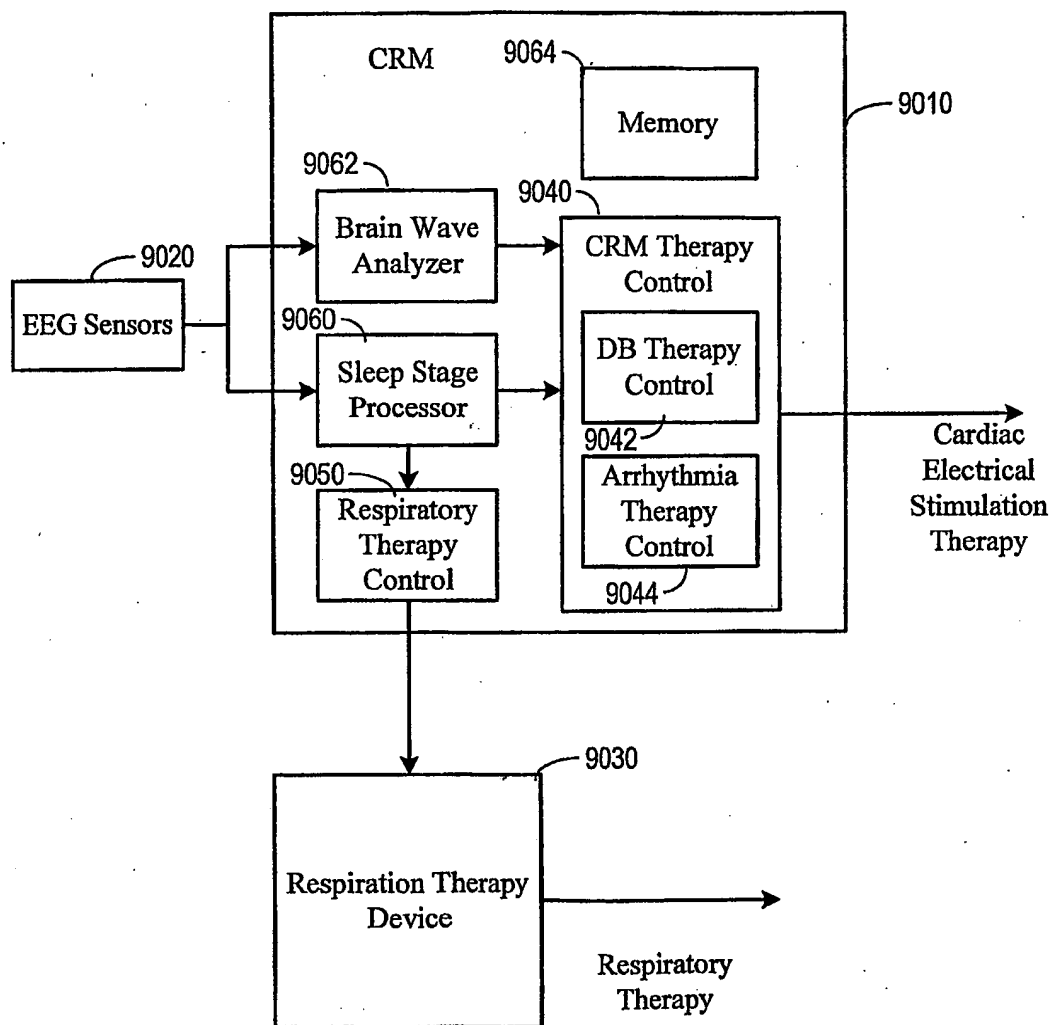 CRM
9064
Memory
9010
9062
Brain Wave
Analyzer
9040
CRM Therapy
Control
9020
EEG Sensors
9060
Sleep Stage
Processor
DB Therapy
Control
9042
Cardiac
Electrical
Stimulation
Therapy
9050
Respiratory
Therapy
Control
Arrhythmia
Therapy
Control
9044
9030
Respiration Therapy
Device
Respiratory
Therapy